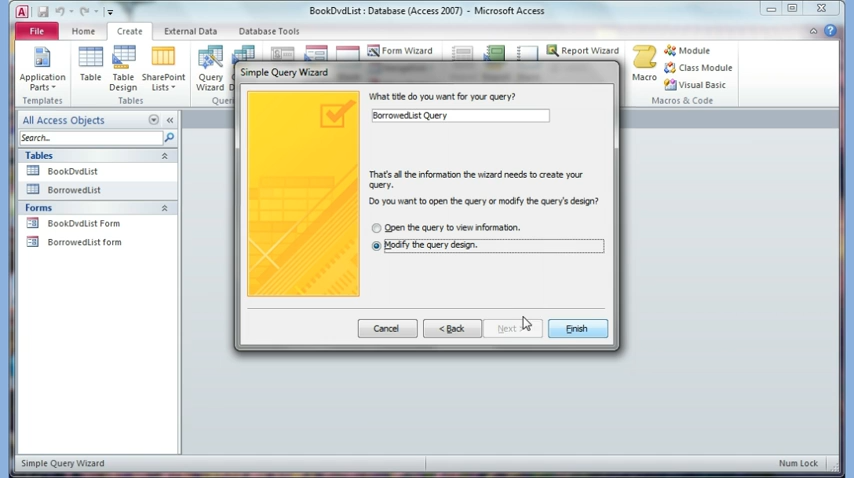 BookDvdList : Database (Access 2007) - Microsoft Access
File
Home
Create
External Data
Database Tools
Application
Parts
Templates
Table
Table
Design
SharePoint
Lists
Tables
Query
Wizard
Form Wizard
Report Wizard
Macro
Module
Class Module
Visual Basic
Macros & Code
All Access Objects
Search...
Tables
BookDvdList
BorrowedList
Forms
BookDvdList Form
BorrowedList form
Simple Query Wizard
What title do you want for your query?
BorrowedList Query
That's all the information the wizard needs to create your
query.
Do you want to open the query or modify the query's design?
Open the query to view information.
Modify the query design.
Cancel
< Back
Next >
Finish
Simple Query Wizard
Num Lock